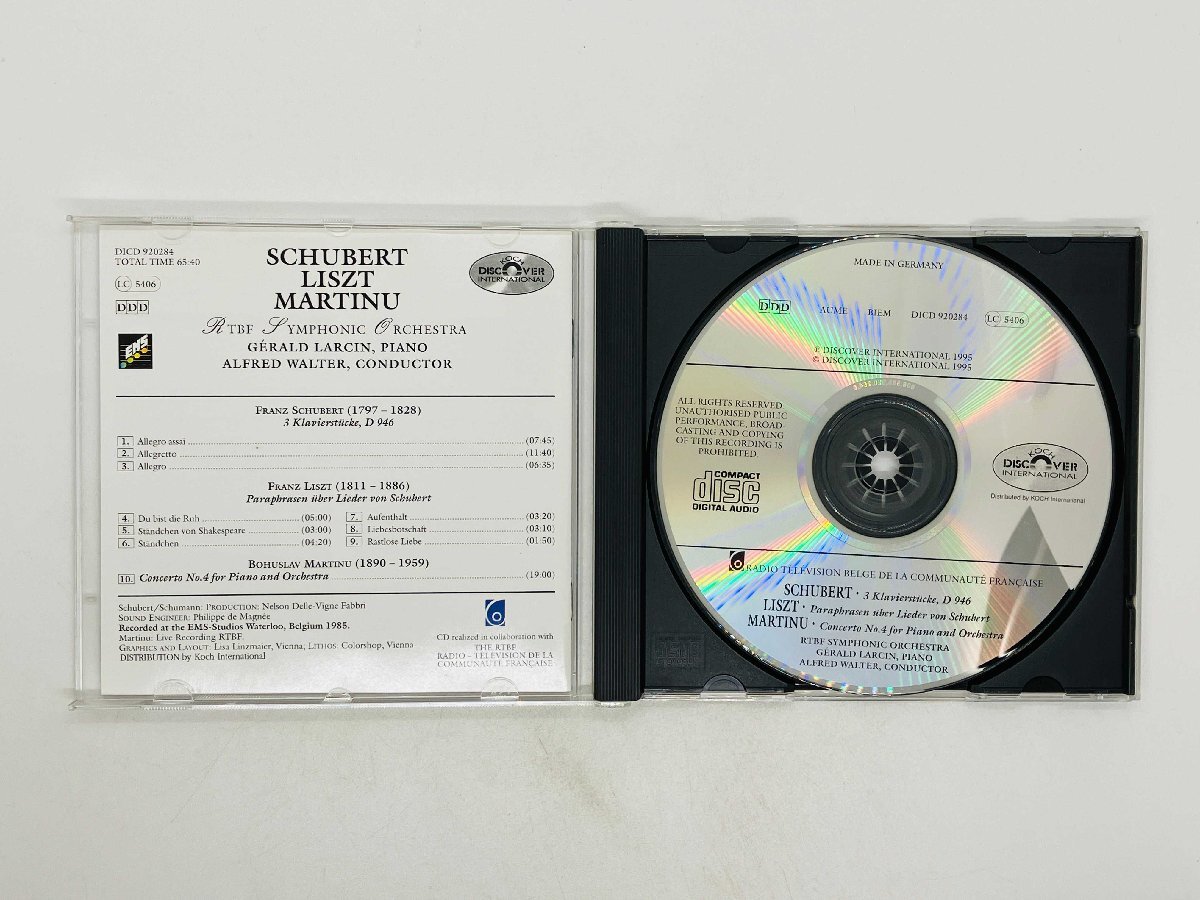 DICD 920284
TOTAL TIME 65:40
LC 5406
DDD
EMS
SCHUBERT
LISZT
MARTINU
RTBF SYMPHONIC ORCHESTRA
GÉRALD LARCIN, PIANO
ALFRED WALTER, CONDUCTOR
KOCH
DISCOVER
INTERNATIONAL
FRANZ SCHUBERT (1797 – 1828)
3 Klavierstücke, D 946
1. Allegro assai (07:45)
2. Allegretto (11:40)
3. Allegro (06:35)
FRANZ LISZT (1811 – 1886)
Paraphrasen über Lieder von Schubert
4. Du bist die Ruh (05:00)
5. Ständchen von Shakespeare (03:00)
6. Ständchen (04:20)
7. Aufenthalt (03:20)
8. Liebesbotschaft (03:10)
9. Rastlose Liebe (01:50)
BOHUSLAV MARTINU (1890 – 1959)
10. Concerto No.4 for Piano and Orchestra (19:00)
Schubert/Schumann: PRODUCTION: Nelson Delle-Vigne Fabbri
SOUND ENGINEER: Philippe de Magnée
Recorded at the EMS-Studios Waterloo, Belgium 1985.
Martinu: Live Recording RTBF.
GRAPHICS AND LAYOUT: Lisa Linzmaier, Vienna, LITHOS: Colorshop, Vienna
DISTRIBUTION by Koch International
CD realized in collaboration with
THE RTBF
RADIO – TÉLÉVISION DE LA
COMMUNAUTÉ FRANÇAISE
MADE IN GERMANY
DDD AUME BIEM DICD 920284 LC 5406
℗ DISCOVER INTERNATIONAL 1995
© DISCOVER INTERNATIONAL 1995
ALL RIGHTS RESERVED
UNAUTHORISED PUBLIC
PERFORMANCE, BROAD-
CASTING AND COPYING
OF THIS RECORDING IS
PROHIBITED.
COMPACT
disc
DIGITAL AUDIO
KOCH
DISCOVER
INTERNATIONAL
Distributed by KOCH International
RADIO TÉLÉVISION BELGE DE LA COMMUNAUTÉ FRANÇAISE
SCHUBERT · 3 Klavierstücke, D 946
LISZT · Paraphrasen über Lieder von Schubert
MARTINU · Concerto No.4 for Piano and Orchestra
RTBF SYMPHONIC ORCHESTRA
GÉRALD LARCIN, PIANO
ALFRED WALTER, CONDUCTOR